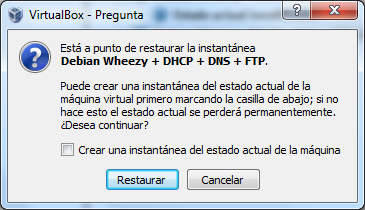 VirtualBox - Pregunta
Está a punto de restaurar la instantánea
Debian Wheezy + DHCP + DNS + FTP.
Puede crear una instantánea del estado actual de la
máquina virtual primero marcando la casilla de abajo; si no
hace esto el estado actual se perderá permanentemente.
¿Desea continuar?
Crear una instantánea del estado actual de la máquina
Restaurar
Cancelar